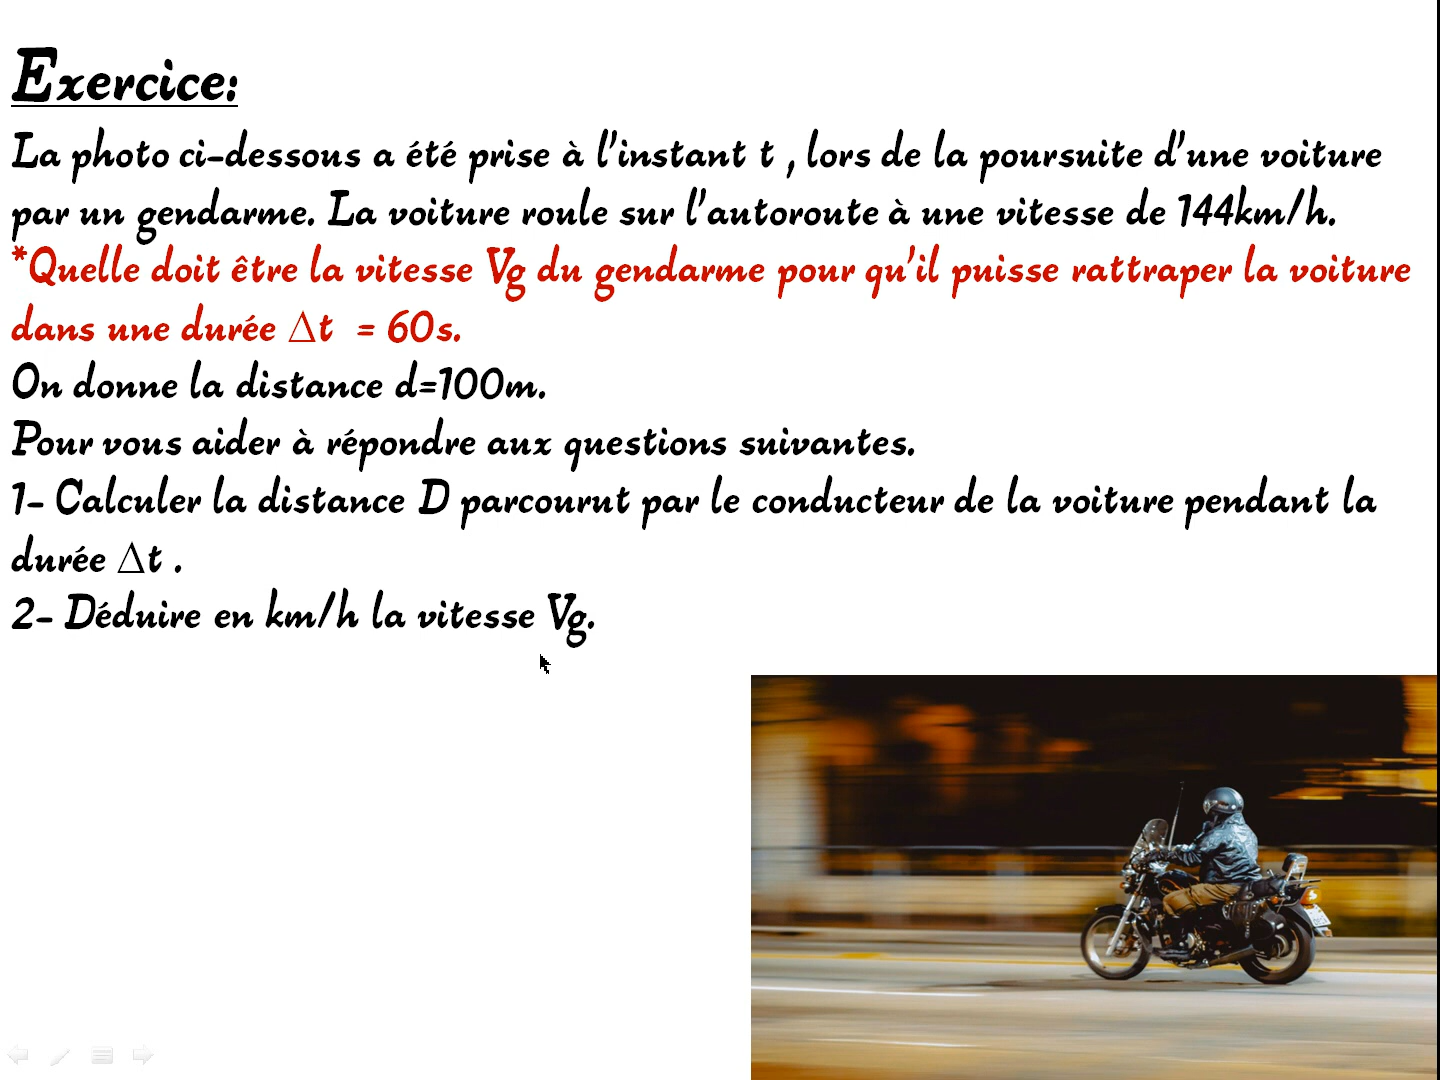 Exercice:
La photo ci-dessous a été prise à l'instant t , lors de la poursuite d'une voiture
par un gendarme. La voiture roule sur l'autoroute à une vitesse de 144km/h.
*Quelle doit être la vitesse Vg du gendarme pour qu'il puisse rattraper la voiture
dans une durée Δt = 60s.
On donne la distance d=100m.
Pour vous aider à répondre aux questions suivantes.
1- Calculer la distance D parcourut par le conducteur de la voiture pendant la
durée Δt .
2- Déduire en km/h la vitesse Vg.